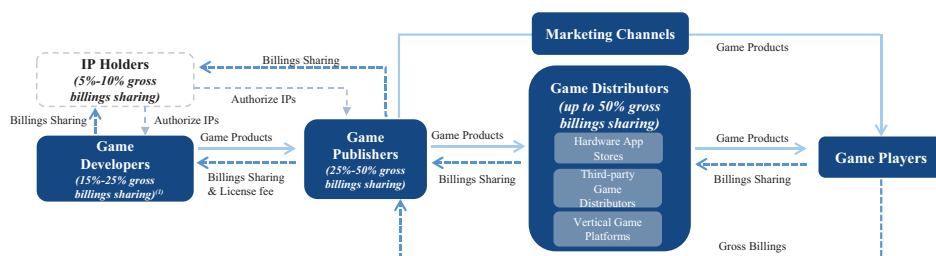 Marketing Channels
Game Products
IP Holders
(5%-10% gross
billings sharing)
Billings Sharing
Authorize IPs
Billings Sharing
Authorize IPs
Game
Developers
(15%-25% gross
billings sharing)(1)
Game Products
Billings Sharing
& License fee
Game
Publishers
(25%-50% gross
billings sharing)
Game Products
Billings Sharing
Game Distributors
(up to 50% gross
billings sharing)
Hardware App
Stores
Third-party
Game
Distributors
Vertical Game
Platforms
Game Products
Billings Sharing
Game Players
Gross Billings